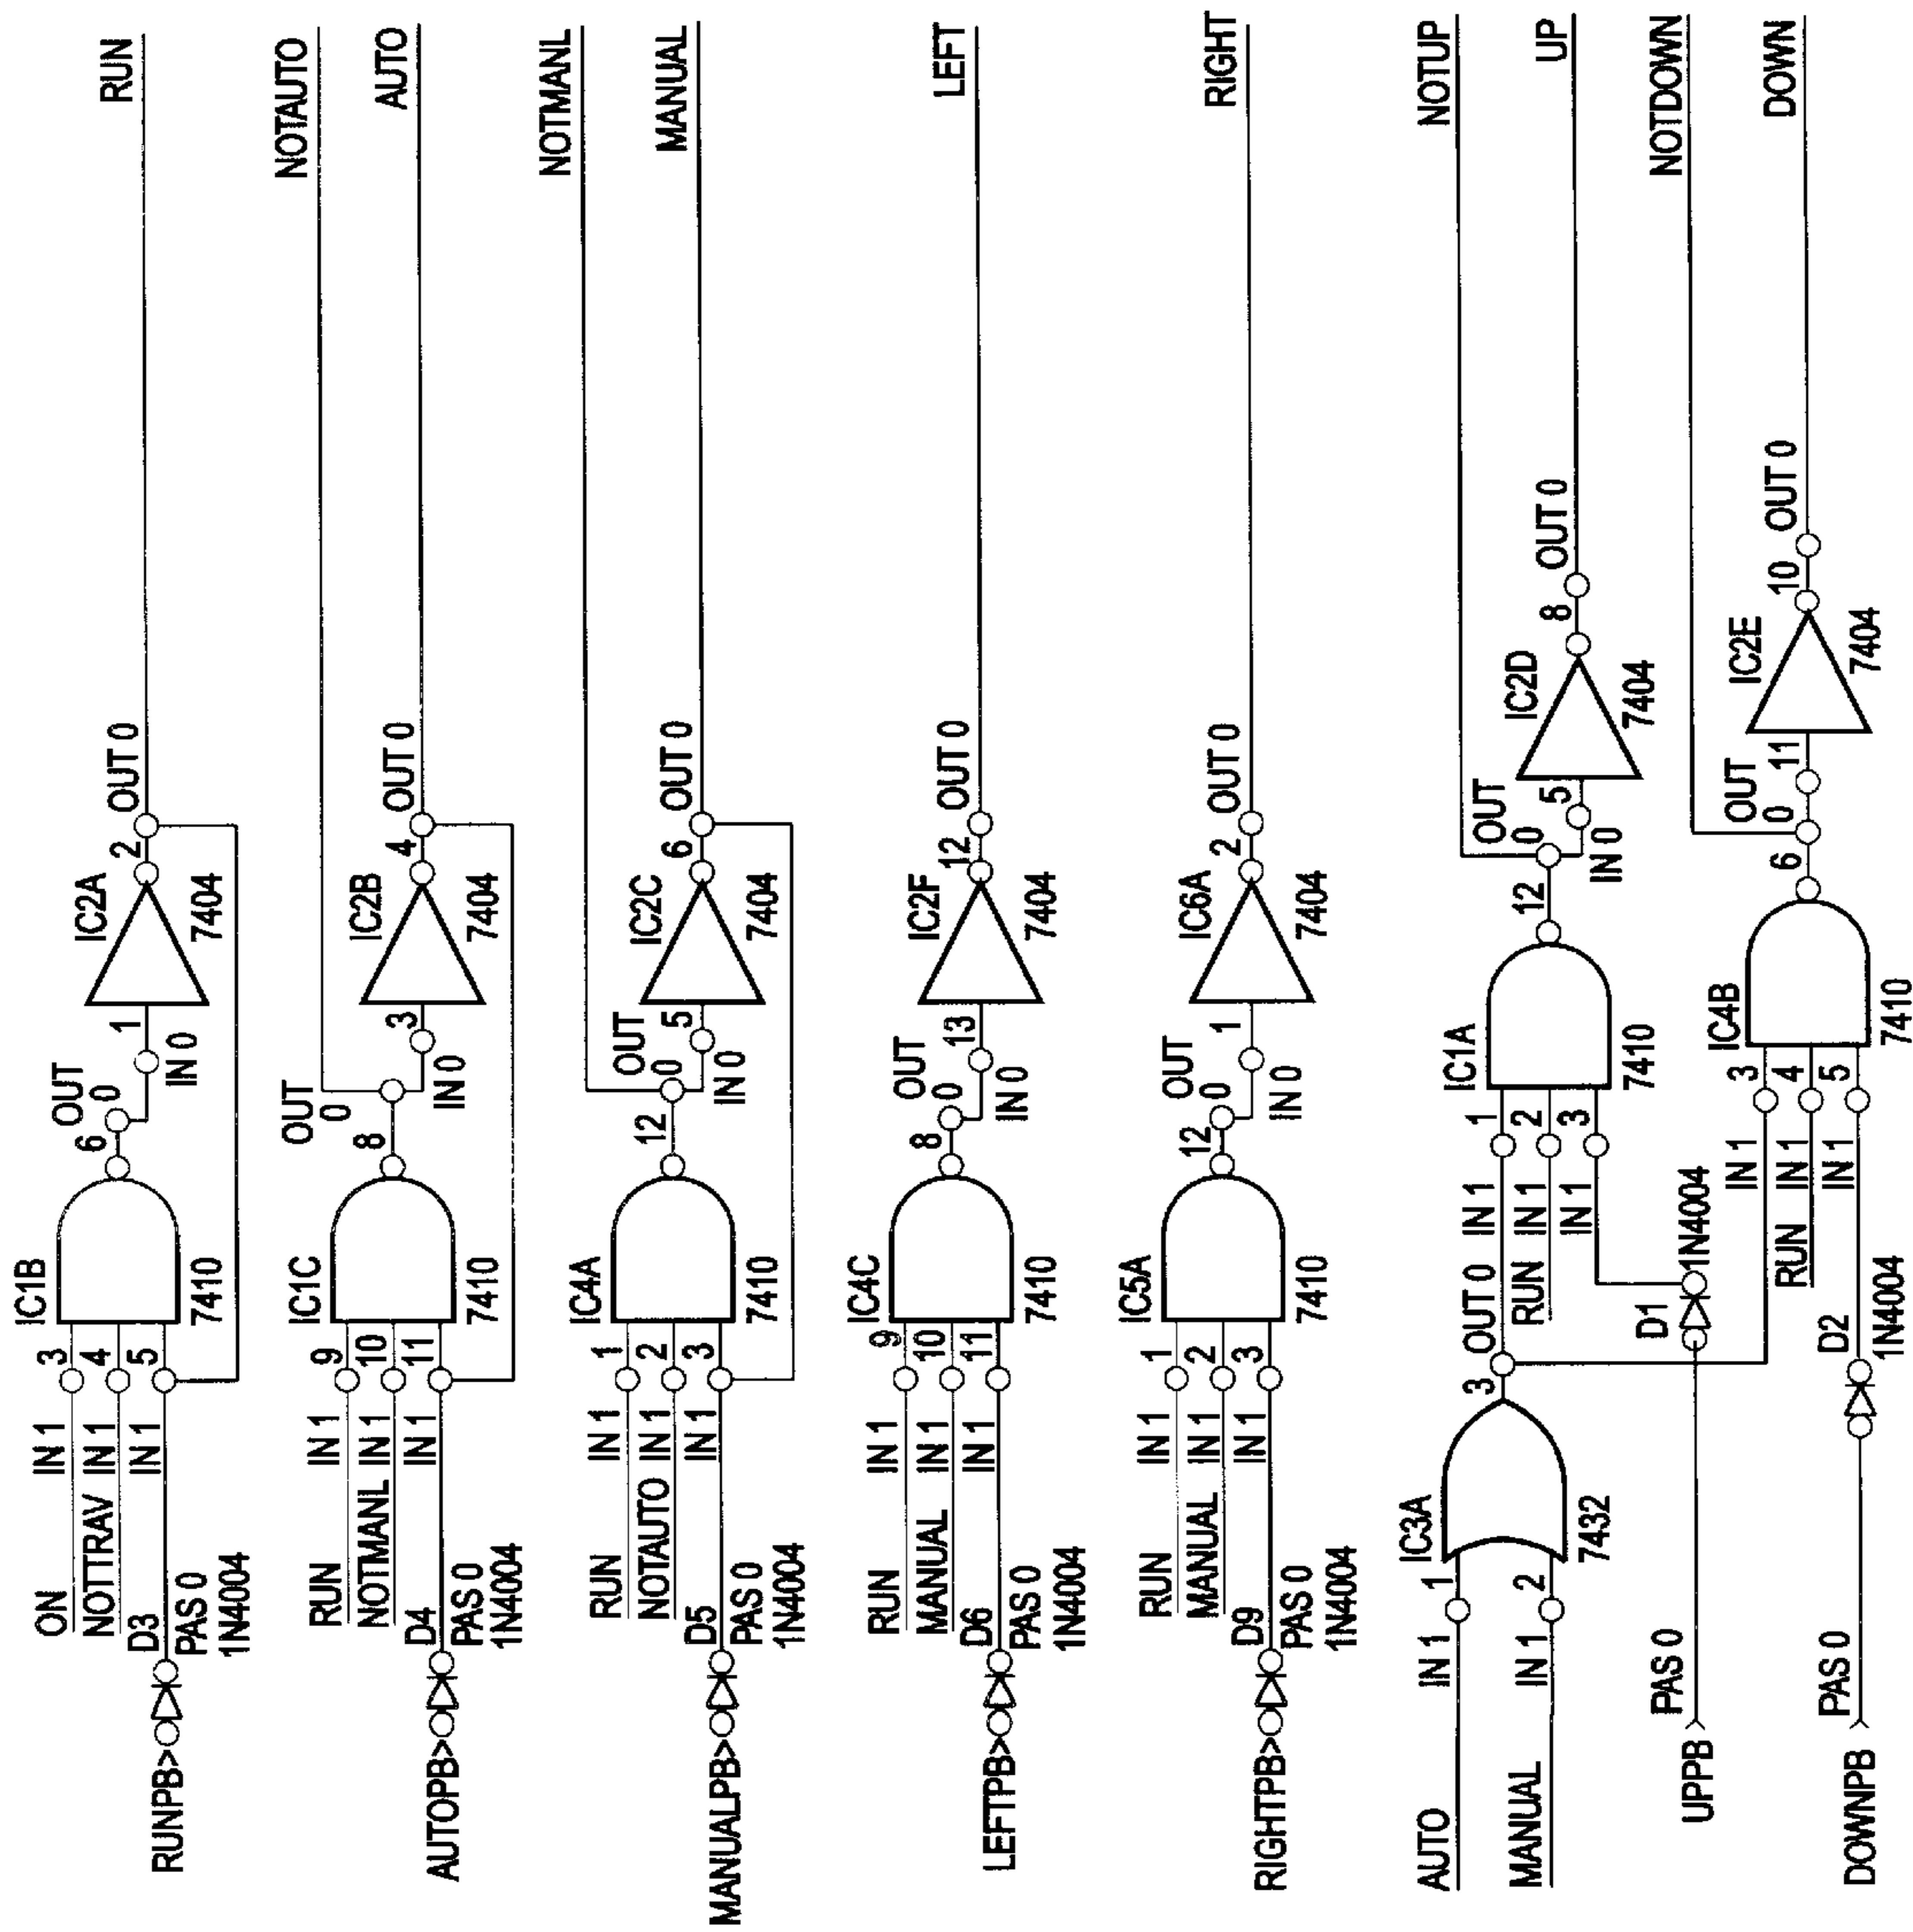 RUNPB>
D3
PAS 0
1N4004
ON
NOTTRAV
IN 1
IN 1
IN 1
3
4
5
IC1B
7410
6
OUT
0
IN 0
1
IC2A
7404
2
OUT 0
RUN
AUTOPB>
D4
PAS 0
1N4004
RUN
NOTMANL
IN 1
IN 1
IN 1
9
10
11
IC1C
7410
8
OUT
0
IN 0
3
IC2B
7404
4
OUT 0
NOTAUTO
AUTO
MANUALPB>
D5
PAS 0
1N4004
RUN
NOTAUTO
IN 1
IN 1
IN 1
1
2
3
IC4A
7410
12
OUT
0
IN 0
5
IC2C
7404
6
OUT 0
NOTMANL
MANUAL
LEFTPB>
D6
PAS 0
1N4004
RUN
MANUAL
IN 1
IN 1
IN 1
9
10
11
IC4C
7410
8
OUT
0
IN 0
13
IC2F
7404
12
OUT 0
LEFT
RIGHTPB>
D9
PAS 0
1N4004
RUN
MANUAL
IN 1
IN 1
IN 1
1
2
3
IC5A
7410
12
OUT
0
IN 0
1
IC6A
7404
2
OUT 0
RIGHT
AUTO
MANUAL
IN 1
IN 1
1
2
IC3A
7432
3
OUT 0
IN 1
RUN
IN 1
IN 1
1
2
3
IC1A
7410
12
OUT
0
IN 0
5
IC2D
7404
8
OUT 0
NOTUP
UP
UPPB
PAS 0
D1
1N4004
DOWNPB
PAS 0
D2
1N4004
IN 1
RUN
IN 1
IN 1
3
4
5
IC4B
7410
6
OUT
0
11
IC2E
7404
10
OUT 0
NOTDOWN
DOWN